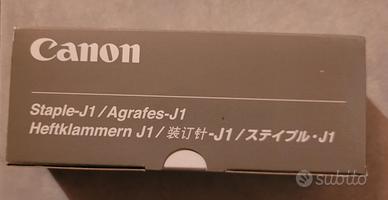 Canon
Staple-J1/Agrafes-J1
Heftklammern J1/装订针-J1/ステイプル・J1
subito